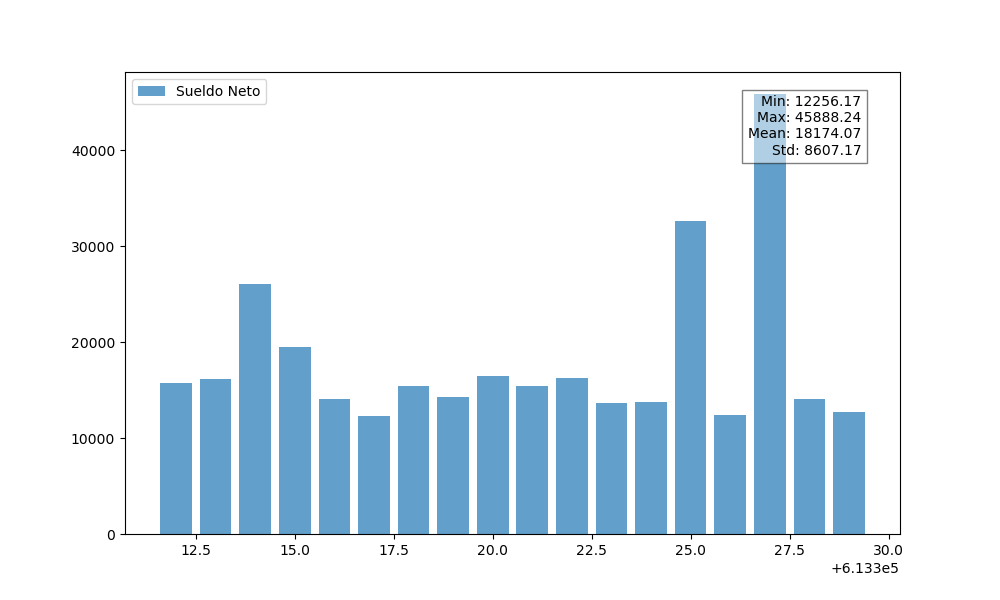 Sueldo Neto
Min: 12256.17
Max: 45888.24
Mean: 18174.07
Std: 8607.17
40000
30000
20000
10000
0
12.5 15.0 17.5 20.0 22.5 25.0 27.5 30.0
+6.133e5